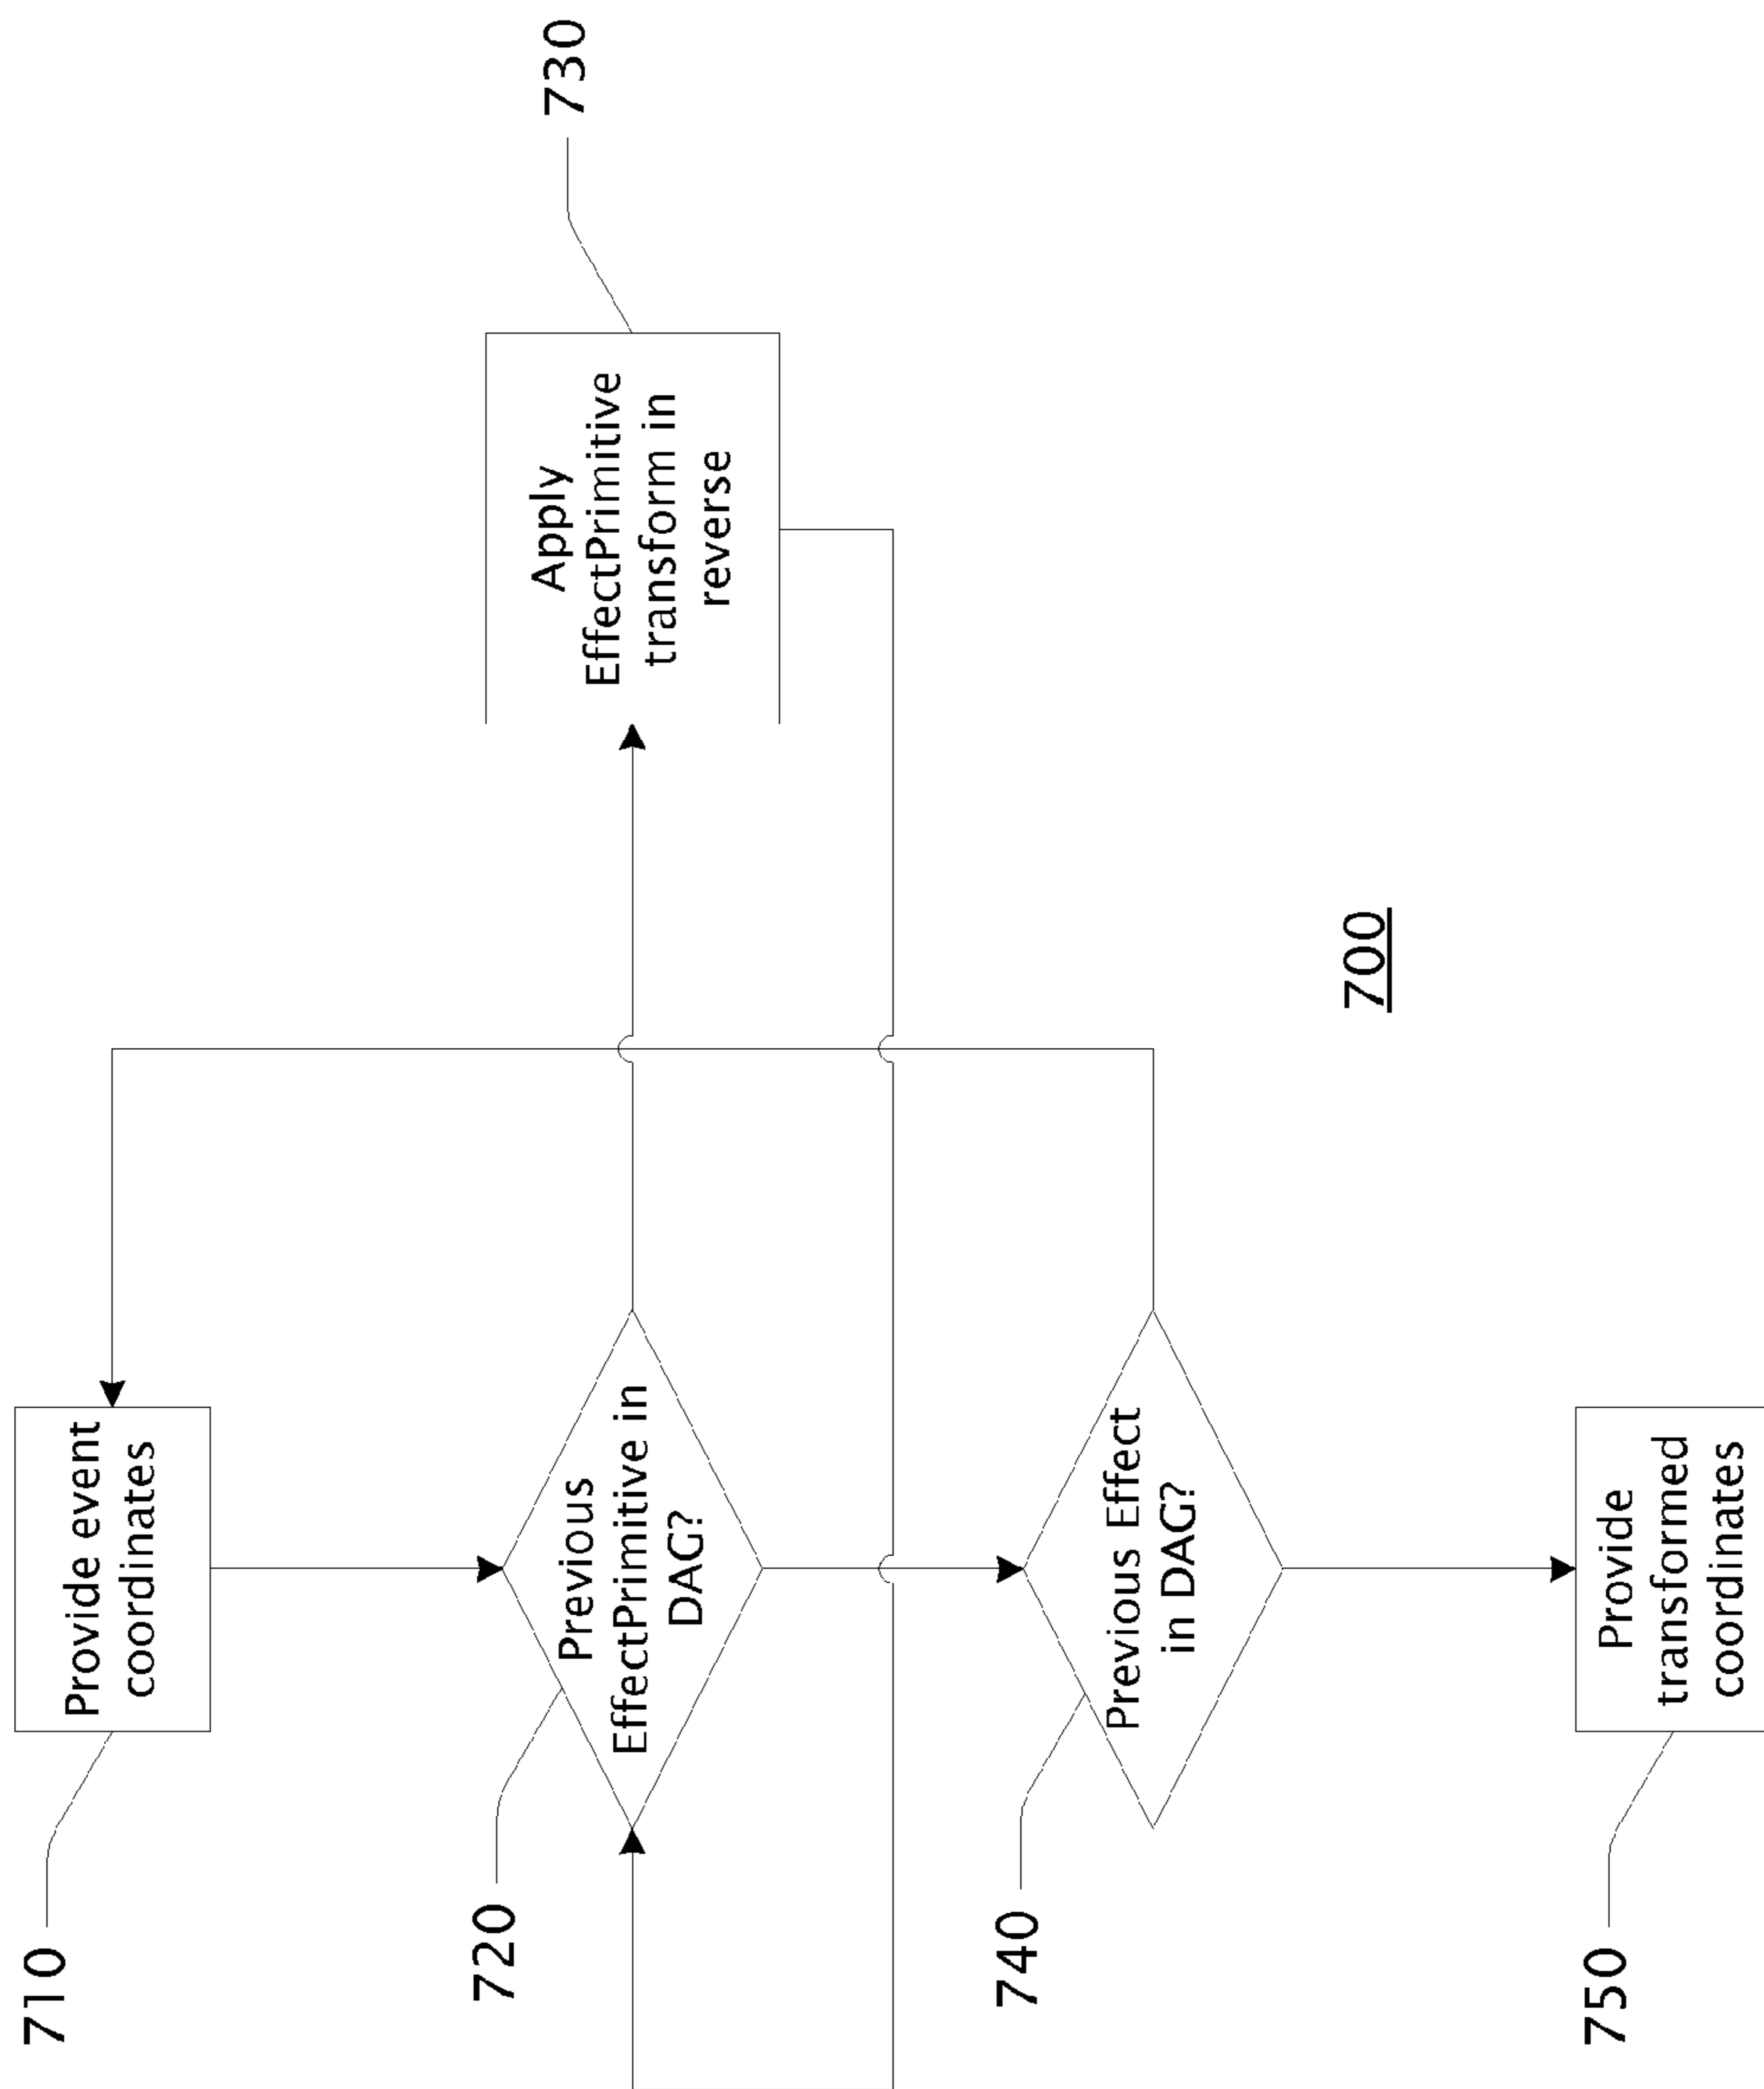 710
Provide event
coordinates
720
Previous
EffectPrimitive in
DAG?
730
Apply
EffectPrimitive
transform in
reverse
740
Previous Effect
in DAG?
750
Provide
transformed
coordinates
700